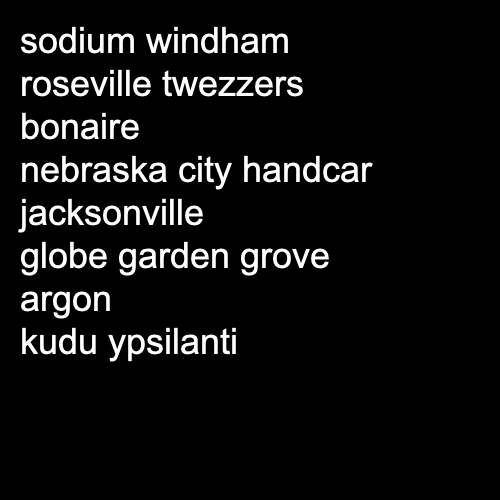 sodium windham
roseville twezzers
bonaire
nebraska city handcar
jacksonville
globe garden grove
argon
kudu ypsilanti